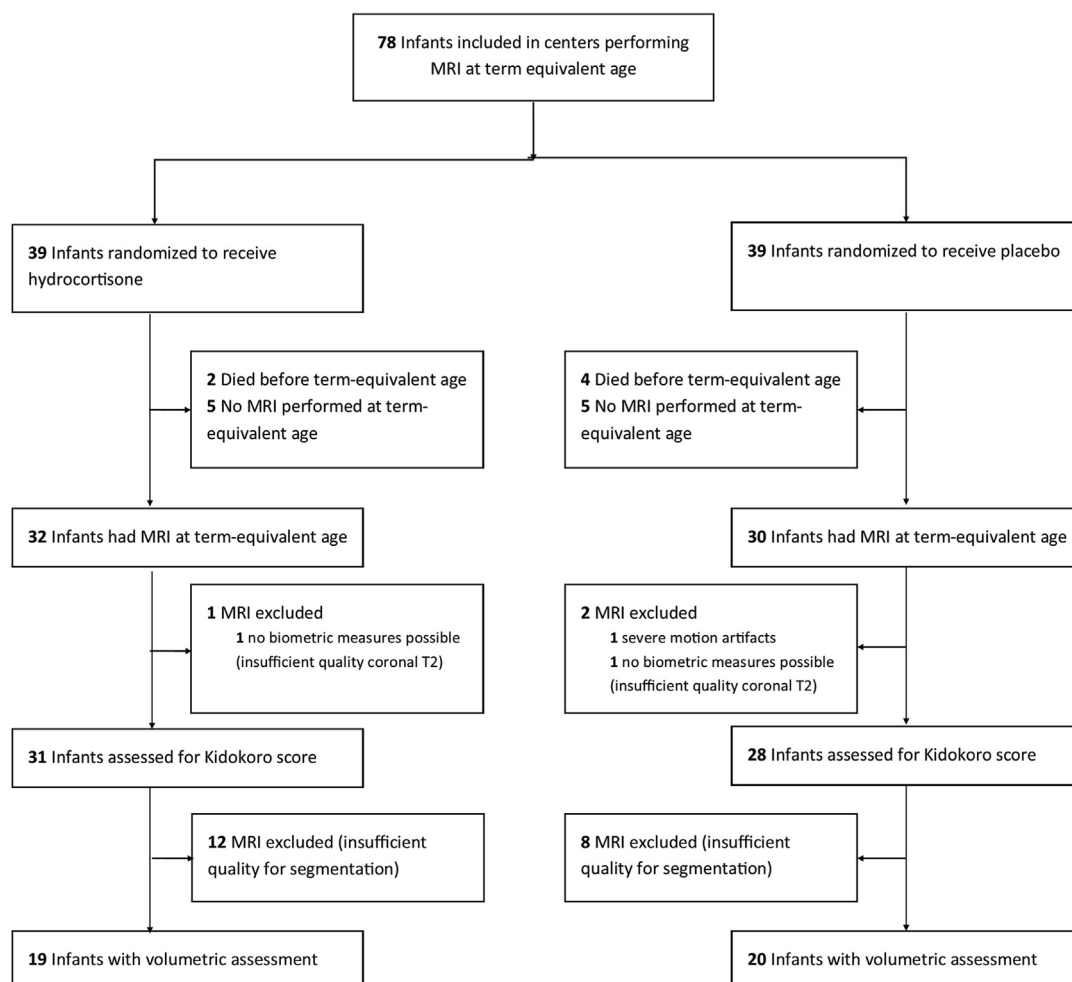 78 Infants included in centers performing
MRI at term equivalent age
39 Infants randomized to receive
hydrocortisone
39 Infants randomized to receive placebo
2 Died before term-equivalent age
5 No MRI performed at term-
equivalent age
4 Died before term-equivalent age
5 No MRI performed at term-
equivalent age
32 Infants had MRI at term-equivalent age
30 Infants had MRI at term-equivalent age
1 MRI excluded
1 no biometric measures possible
(insufficient quality coronal T2)
2 MRI excluded
1 severe motion artifacts
1 no biometric measures possible
(insufficient quality coronal T2)
31 Infants assessed for Kidokoro score
28 Infants assessed for Kidokoro score
12 MRI excluded (insufficient
quality for segmentation)
8 MRI excluded (insufficient
quality for segmentation)
19 Infants with volumetric assessment
20 Infants with volumetric assessment